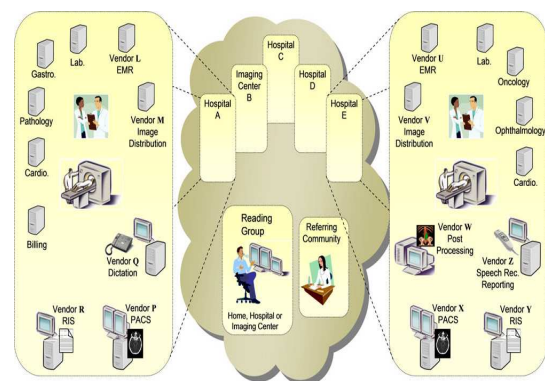 Gastro.
Lab.
Vendor L
EMR
Pathology
Vendor M
Image
Distribution
Cardio.
Billing
Vendor Q
Dictation
Vendor R
RIS
Vendor P
PACS
Hospital
A
Imaging
Center
B
Hospital
C
Hospital
D
Hospital
E
Reading
Group
Home, Hospital or
Imaging Center
Referring
Community
Vendor U
EMR
Lab.
Oncology
Vendor V
Image
Distribution
Ophthalmology
Cardio.
Vendor W
Post
Processing
Vendor Z
Speech Rec.
Reporting
Vendor X
PACS
Vendor Y
RIS